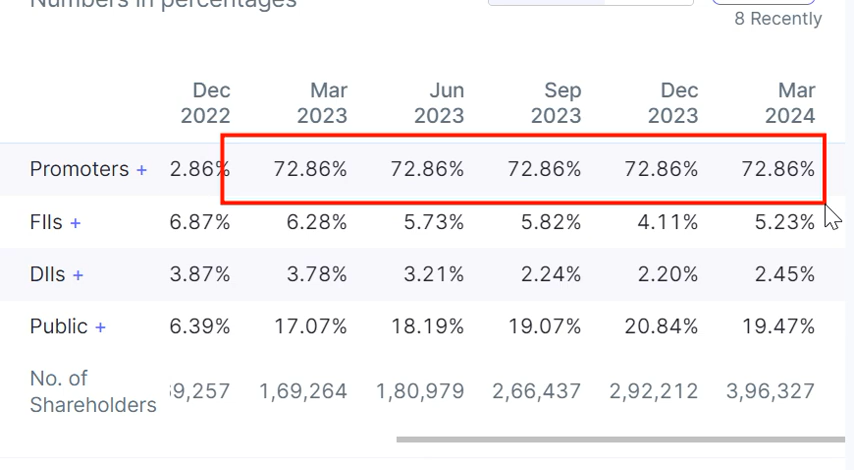 Numbers in percentages
8 Recently
Dec 2022 Mar 2023 Jun 2023 Sep 2023 Dec 2023 Mar 2024
Promoters + 2.86% 72.86% 72.86% 72.86% 72.86% 72.86%
FIIs + 6.87% 6.28% 5.73% 5.82% 4.11% 5.23%
DIIs + 3.87% 3.78% 3.21% 2.24% 2.20% 2.45%
Public + 6.39% 17.07% 18.19% 19.07% 20.84% 19.47%
No. of Shareholders 9,257 1,69,264 1,80,979 2,66,437 2,92,212 3,96,327